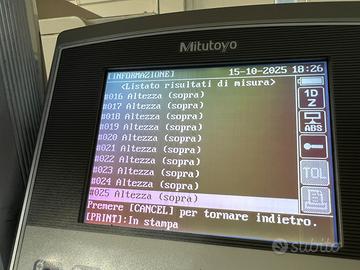 Mitutoyo
[INFORMAZIONE] 15-10-2025 18:26
<Listato risultati di misura>
#016 Altezza (sopra)
#017 Altezza (sopra)
#018 Altezza (sopra)
#019 Altezza (sopra)
#020 Altezza (sopra)
#021 Altezza (sopra)
#022 Altezza (sopra)
#023 Altezza (sopra)
#024 Altezza (sopra)
#025 Altezza (sopra)
Premere [CANCEL] per tornare indietro.
[PRINT]:In stampa
1D
Z
ABS
TOL
subito